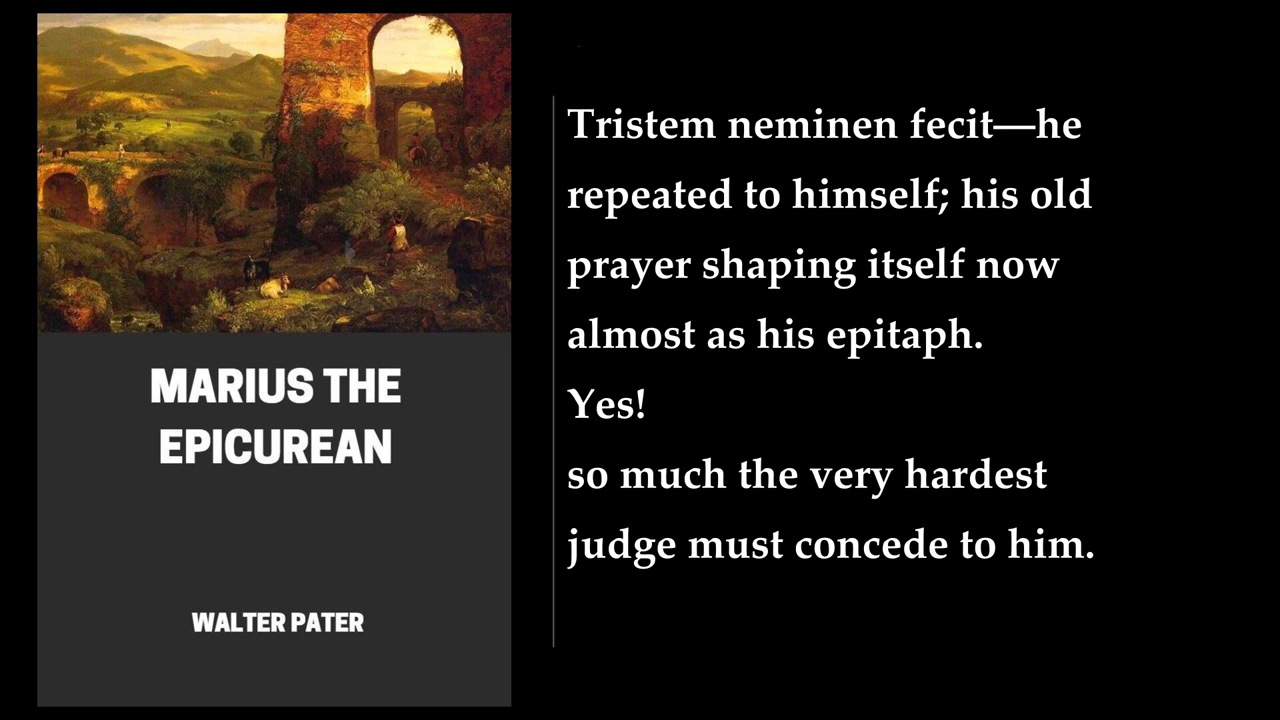 MARIUS THE
EPICUREAN
WALTER PATER
Tristem neminen fecit—he
repeated to himself; his old
prayer shaping itself now
almost as his epitaph.
Yes!
so much the very hardest
judge must concede to him.